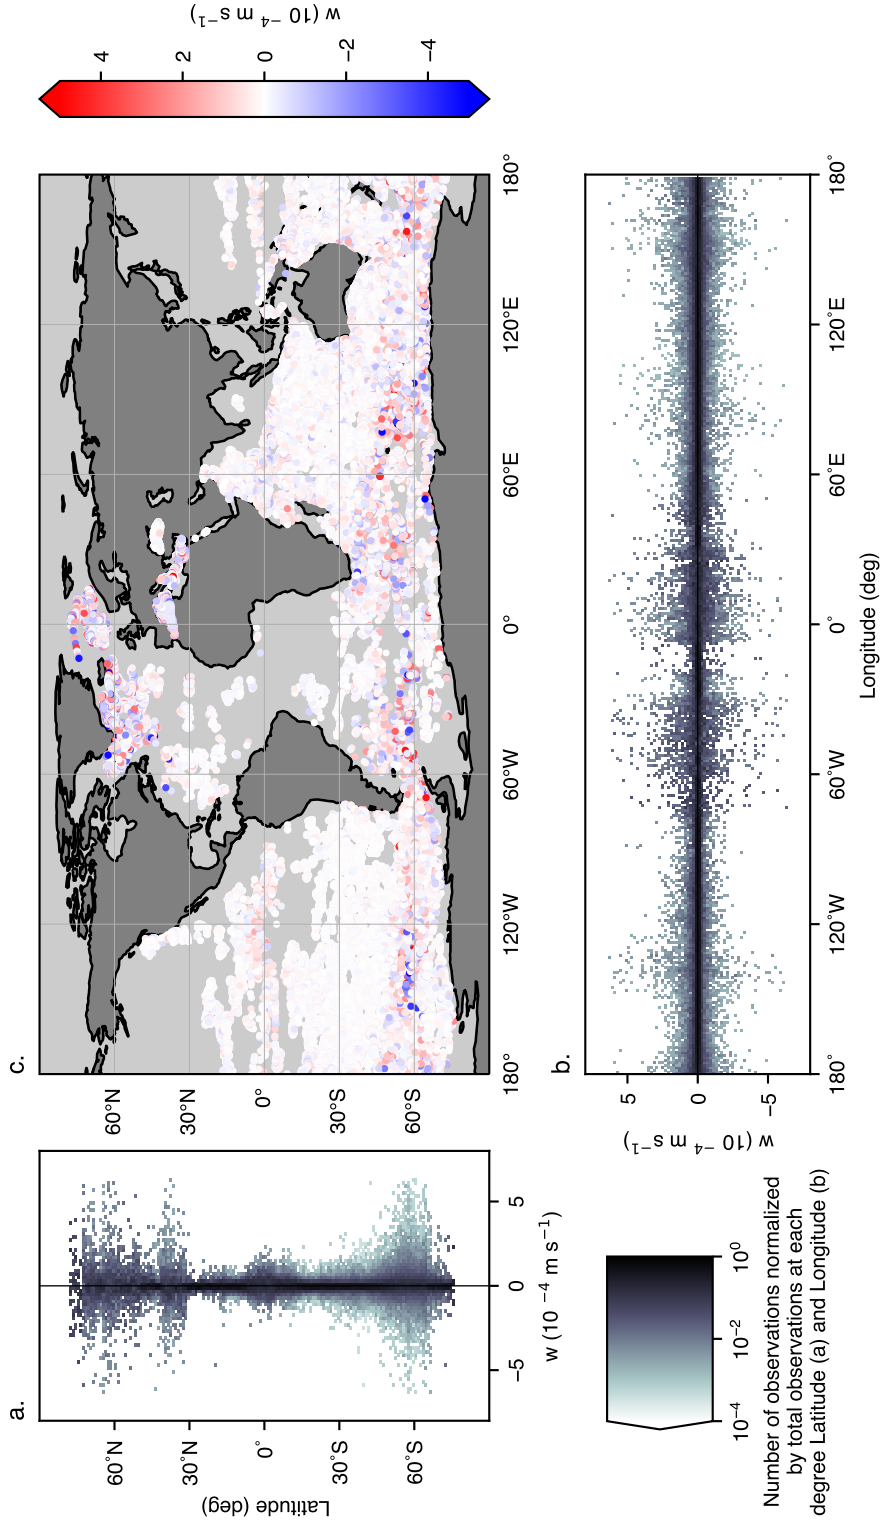 a.
Latitude (deg)
60°N
30°N
0°
30°S
60°S
−5
0
5
w (10⁻⁴ m s⁻¹)
c.
60°N
30°N
0°
30°S
60°S
180°
120°W
60°W
0°
60°E
120°E
180°
4
2
0
−2
−4
w (10⁻⁴ m s⁻¹)
b.
w (10⁻⁴ m s⁻¹)
5
0
−5
180°
120°W
60°W
0°
60°E
120°E
180°
Longitude (deg)
10⁻⁴
10⁻²
10⁰
Number of observations normalized
by total observations at each
degree Latitude (a) and Longitude (b)